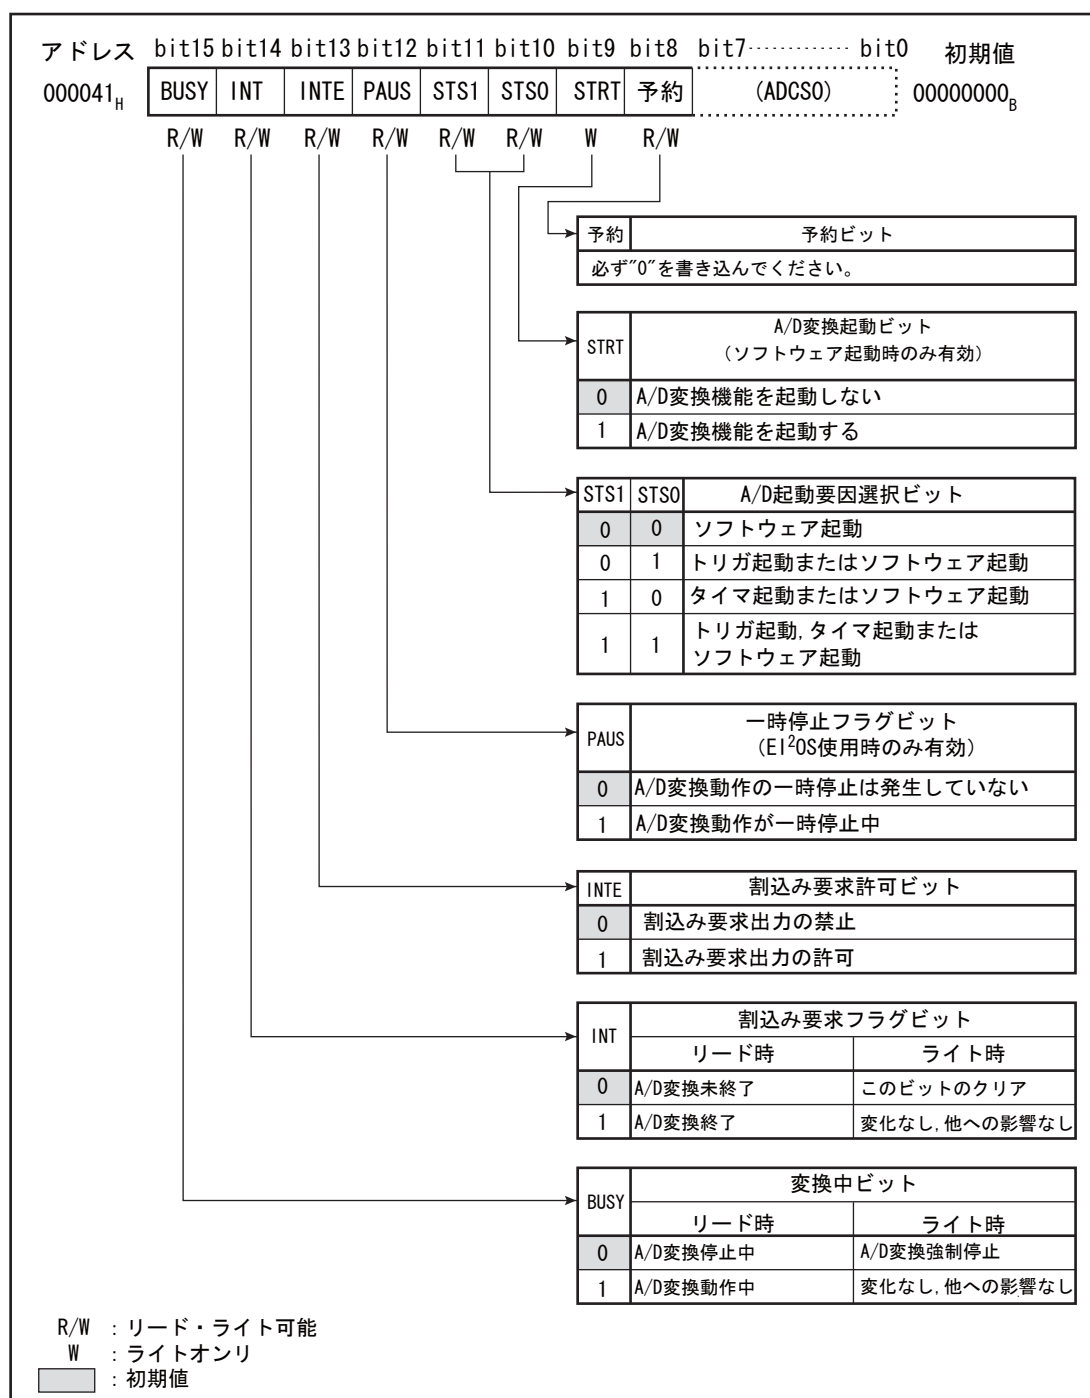 アドレス bit15 bit14 bit13 bit12 bit11 bit10 bit9 bit8 bit7 ············· bit0 初期値
000041H BUSY INT INTE PAUS STS1 STS0 STRT 予約 (ADCS0) 00000000B
R/W R/W R/W R/W R/W R/W W R/W
予約 予約ビット
必ず"0"を書き込んでください。
STRT A/D変換起動ビット
(ソフトウェア起動時のみ有効)
0 A/D変換機能を起動しない
1 A/D変換機能を起動する
STS1 STS0 A/D起動要因選択ビット
0 0 ソフトウェア起動
0 1 トリガ起動またはソフトウェア起動
1 0 タイマ起動またはソフトウェア起動
1 1 トリガ起動, タイマ起動または
ソフトウェア起動
PAUS 一時停止フラグビット
(EI²OS使用時のみ有効)
0 A/D変換動作の一時停止は発生していない
1 A/D変換動作が一時停止中
INTE 割込み要求許可ビット
0 割込み要求出力の禁止
1 割込み要求出力の許可
INT 割込み要求フラグビット
リード時 ライト時
0 A/D変換未終了 このビットのクリア
1 A/D変換終了 変化なし, 他への影響なし
BUSY 変換中ビット
リード時 ライト時
0 A/D変換停止中 A/D変換強制停止
1 A/D変換動作中 変化なし, 他への影響なし
R/W : リード・ライト可能
W : ライトオンリ
: 初期値